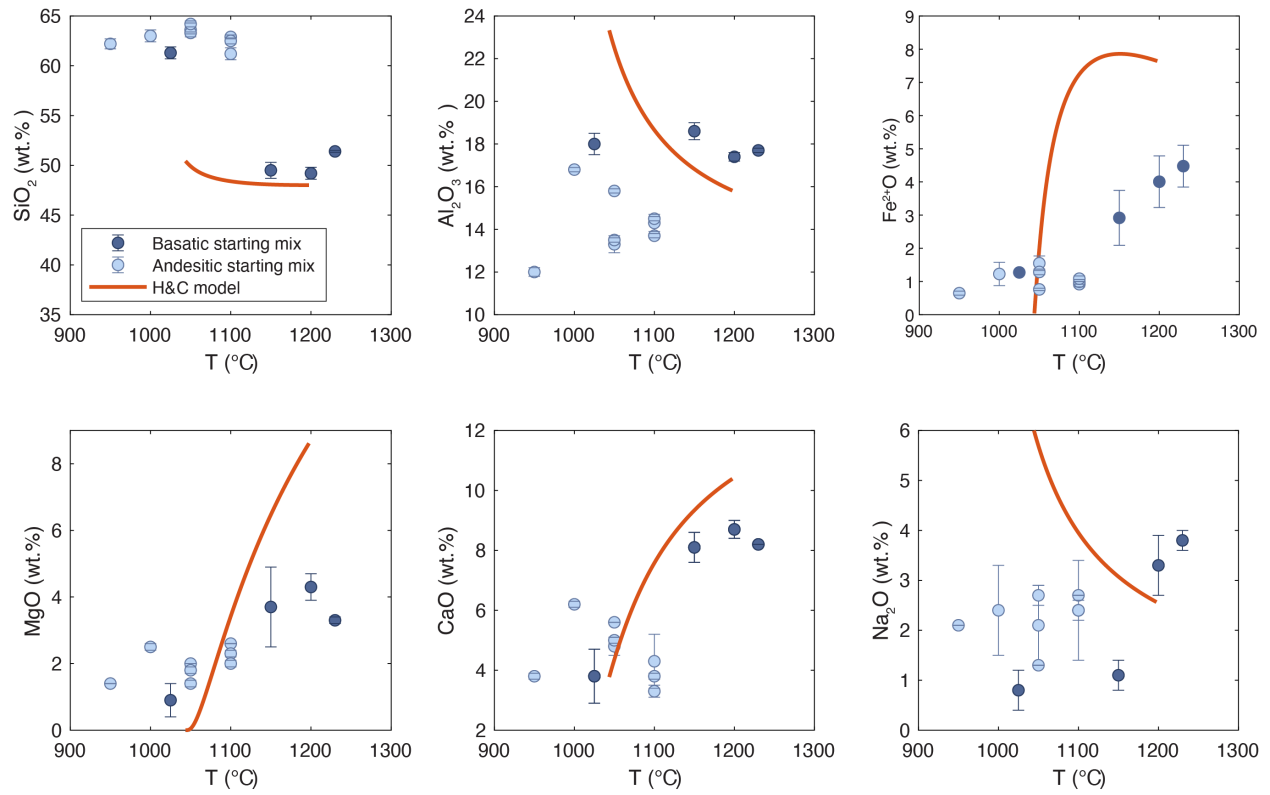 65
60
55
50
45
40
35
SiO₂ (wt.%)
Basatic starting mix
Andesitic starting mix
H&C model
900 1000 1100 1200 1300
T (°C)
24
22
20
18
16
14
12
10
Al₂O₃ (wt.% )
900 1000 1100 1200 1300
T (°C)
9
8
7
6
5
4
3
2
1
0
Fe²⁺O (wt.%)
900 1000 1100 1200 1300
T (°C)
8
6
4
2
0
MgO (wt.%)
900 1000 1100 1200 1300
T (°C)
12
10
8
6
4
2
CaO (wt.%)
900 1000 1100 1200 1300
T (°C)
6
5
4
3
2
1
0
Na₂O (wt.%)
900 1000 1100 1200 1300
T (°C)